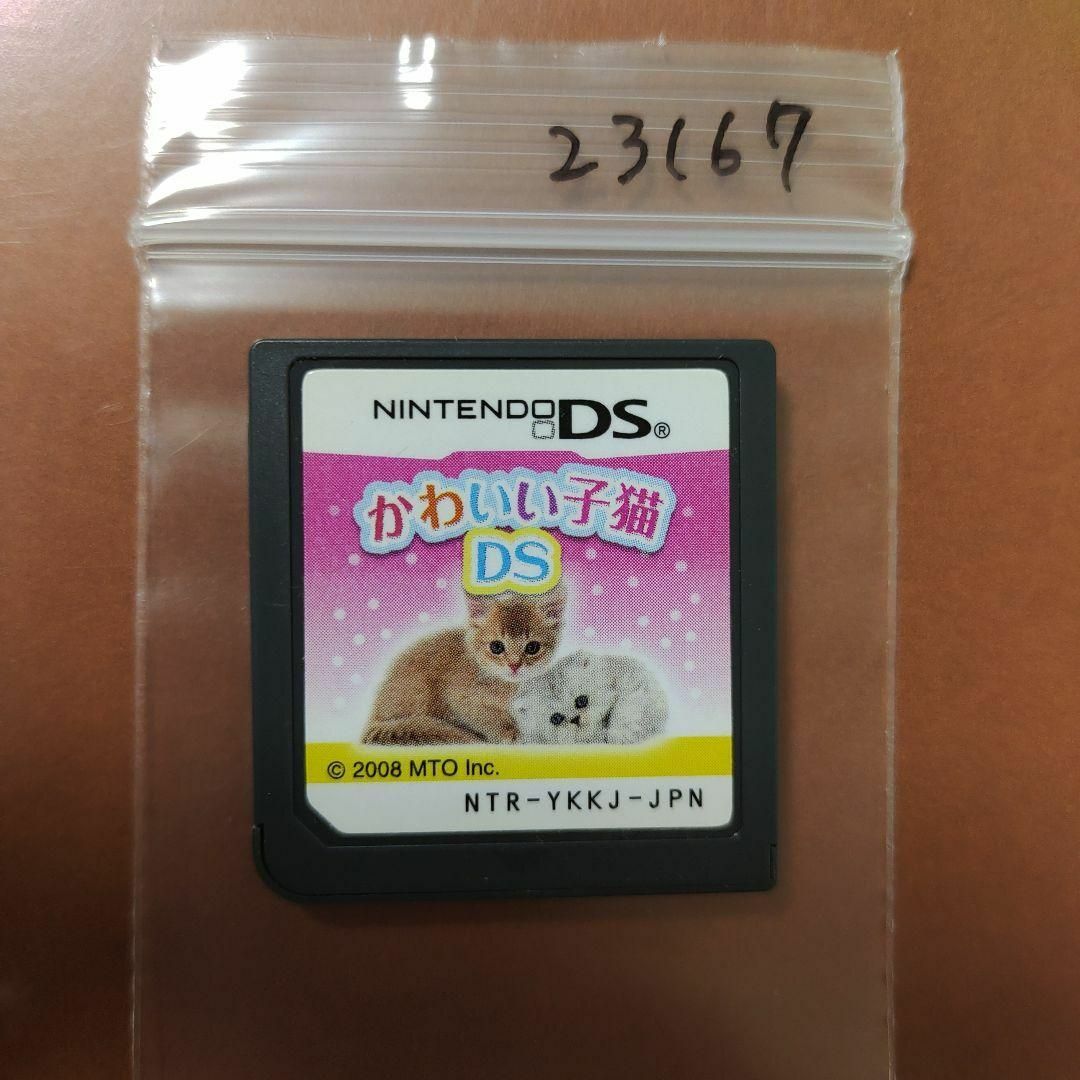 23167
NINTENDO DS®
かわいい子猫
DS
© 2008 MTO Inc.
NTR-YKKJ-JPN